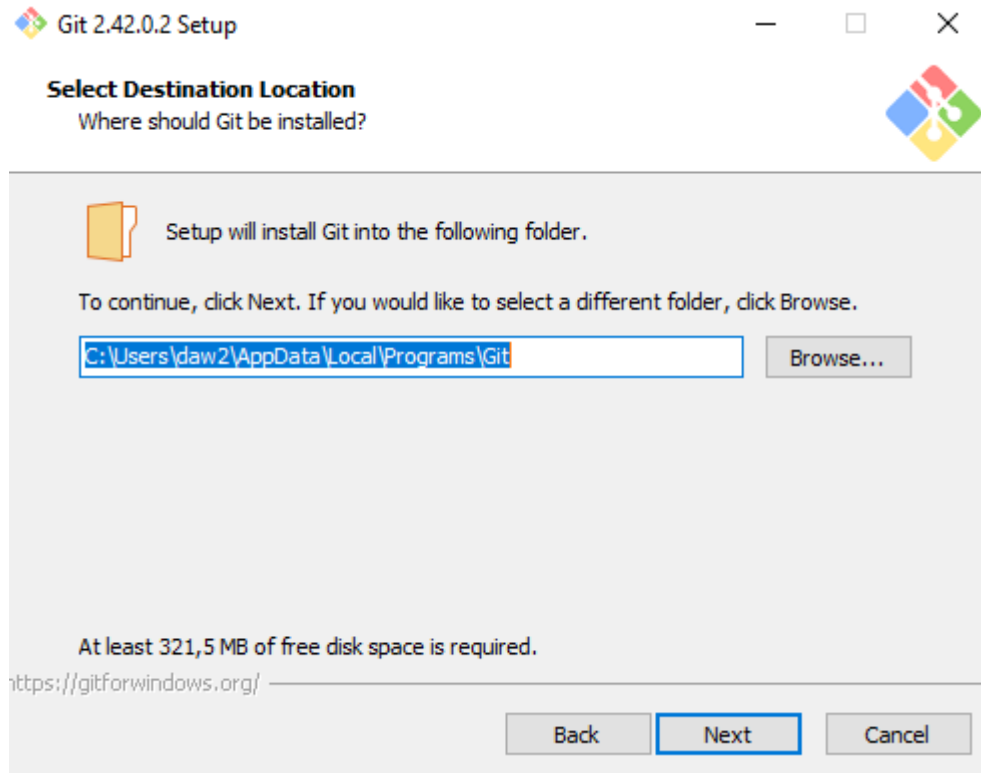 Git 2.42.0.2 Setup
Select Destination Location
Where should Git be installed?
Setup will install Git into the following folder.
To continue, click Next. If you would like to select a different folder, click Browse.
C:\Users\daw2\AppData\Local\Programs\Git
Browse...
At least 321,5 MB of free disk space is required.
https://gitforwindows.org/
Back
Next
Cancel